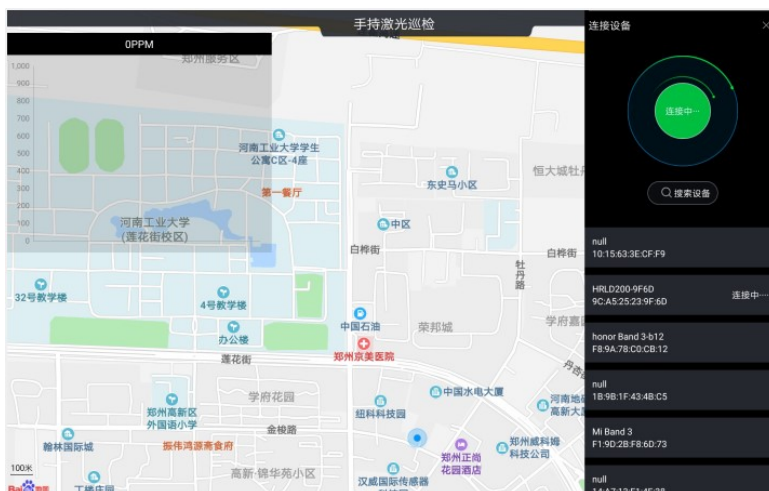 手持激光巡检
0PPM
1,000
900
800
700
600
500
400
300
200
100
0
郑州服务区
河南工业大学学生
公寓C区-4座
第一餐厅
东史马小区
恒大城牡丹
河南工业大学
(莲花街校区)
中区
白桦街
白桦街
牡丹路
32号教学楼
4号教学楼
办公楼
中国石油
荣邦城
学府嘉园
莲花街
郑州京美医院
学府花园
郑州高新区
外国语小学
中国水电大厦
纽科科技园
金梭路
翰林国际城
振伟鸿源斋食府
郑州正尚
花园酒店
郑州威科姆
科技公司
高新·锦华苑小区
汉威国际传感器
100米
Bai
地图
连接设备
×
连接中···
搜索设备
null
10:15:63:3E:CF:F9
HRLD200-9F6D
9C:A5:25:23:9F:6D
连接中···
honor Band 3-b12
F8:9A:78:C0:CB:12
null
1B:9B:1F:43:4B:C5
Mi Band 3
F1:9D:2B:F8:6D:73
null